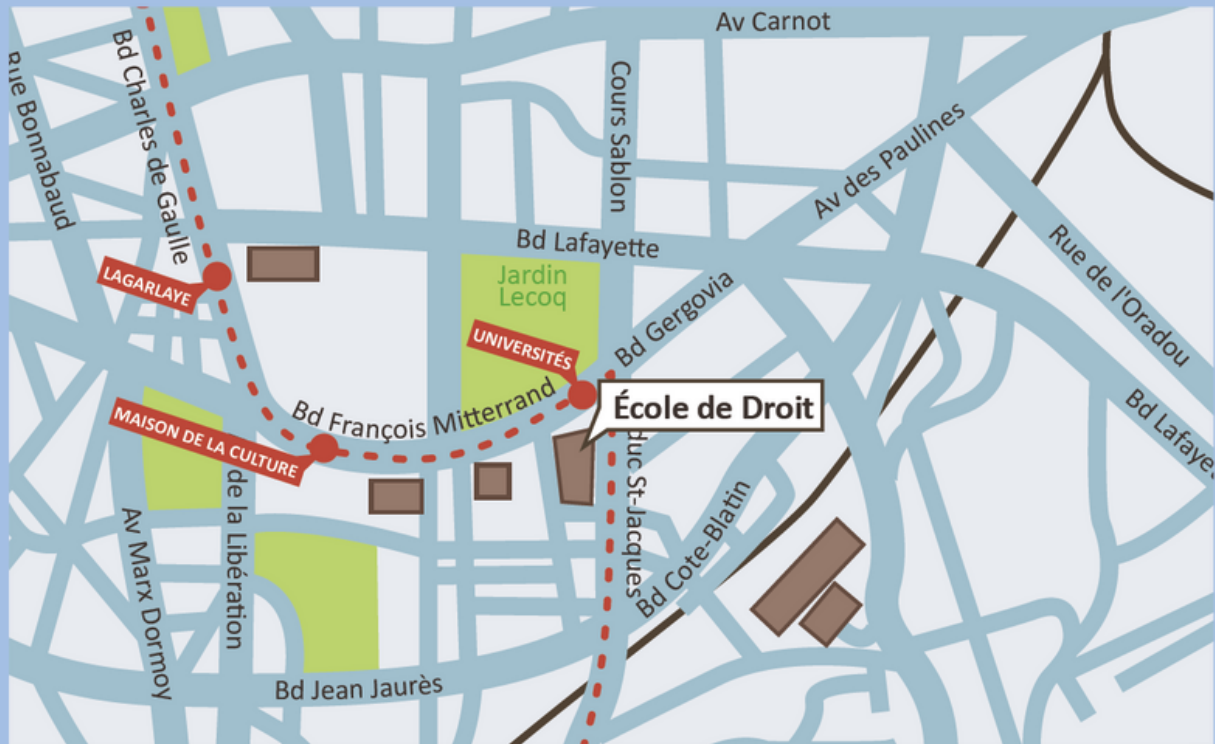 Av Carnot
Rue Bonnabaud
Bd Charles de Gaulle
Cours Sablon
Av des Paulines
Bd Lafayette
Rue de l'Oradou
Jardin
Lecoq
LAGARLAYE
Bd Gergovia
UNIVERSITÉS
École de Droit
Bd François Mitterrand
MAISON DE LA CULTURE
Bd Lafaye
duc St-Jacques
de la Libération
Bd Cote-Blatin
Av Marx Dormoy
Bd Jean Jaurès